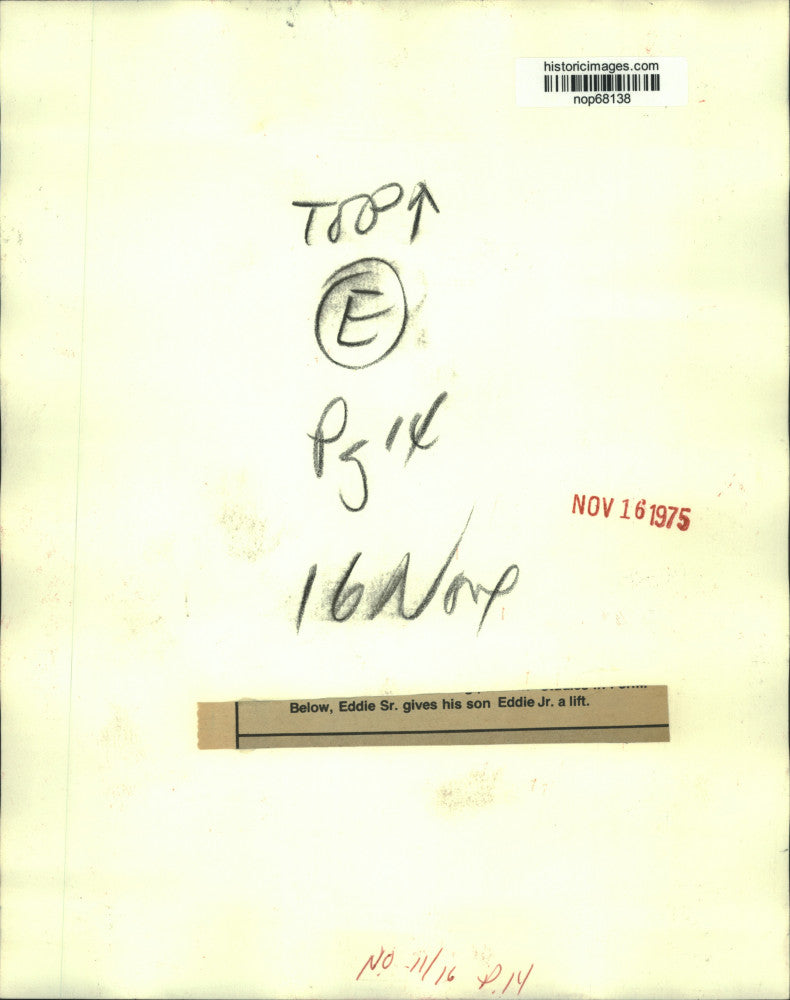 historicimages.com
nop68138
TOP↑
E
Pg 14
NOV 16 1975
16 Nov
Below, Eddie Sr. gives his son Eddie Jr. a lift.
N.O 11/16 P.14